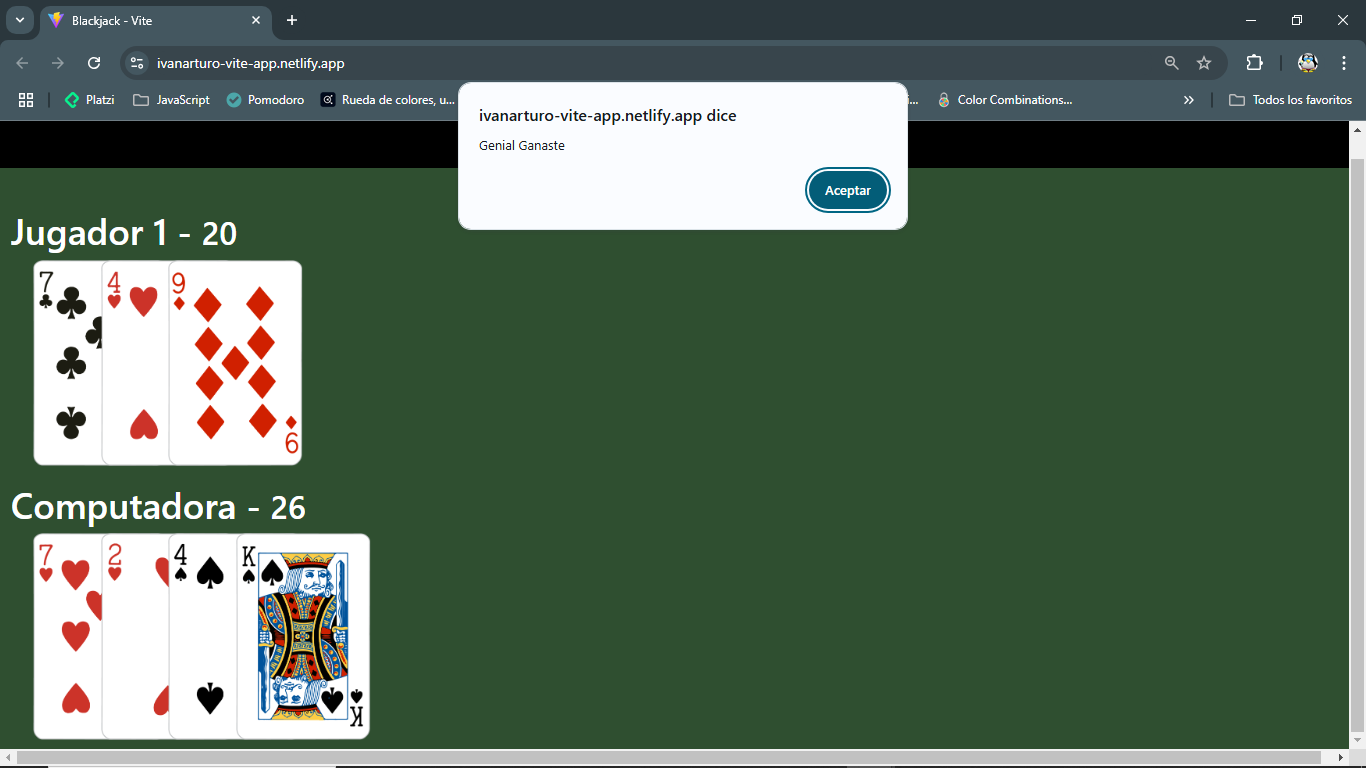 Blackjack - Vite
ivanarturo-vite-app.netlify.app
Platzi JavaScript Pomodoro Rueda de colores, u... Color Combinations... Todos los favoritos
ivanarturo-vite-app.netlify.app dice
Genial Ganaste
Aceptar
Jugador 1 - 20
7 4 9
9
Computadora - 26
7 2 4 K
K